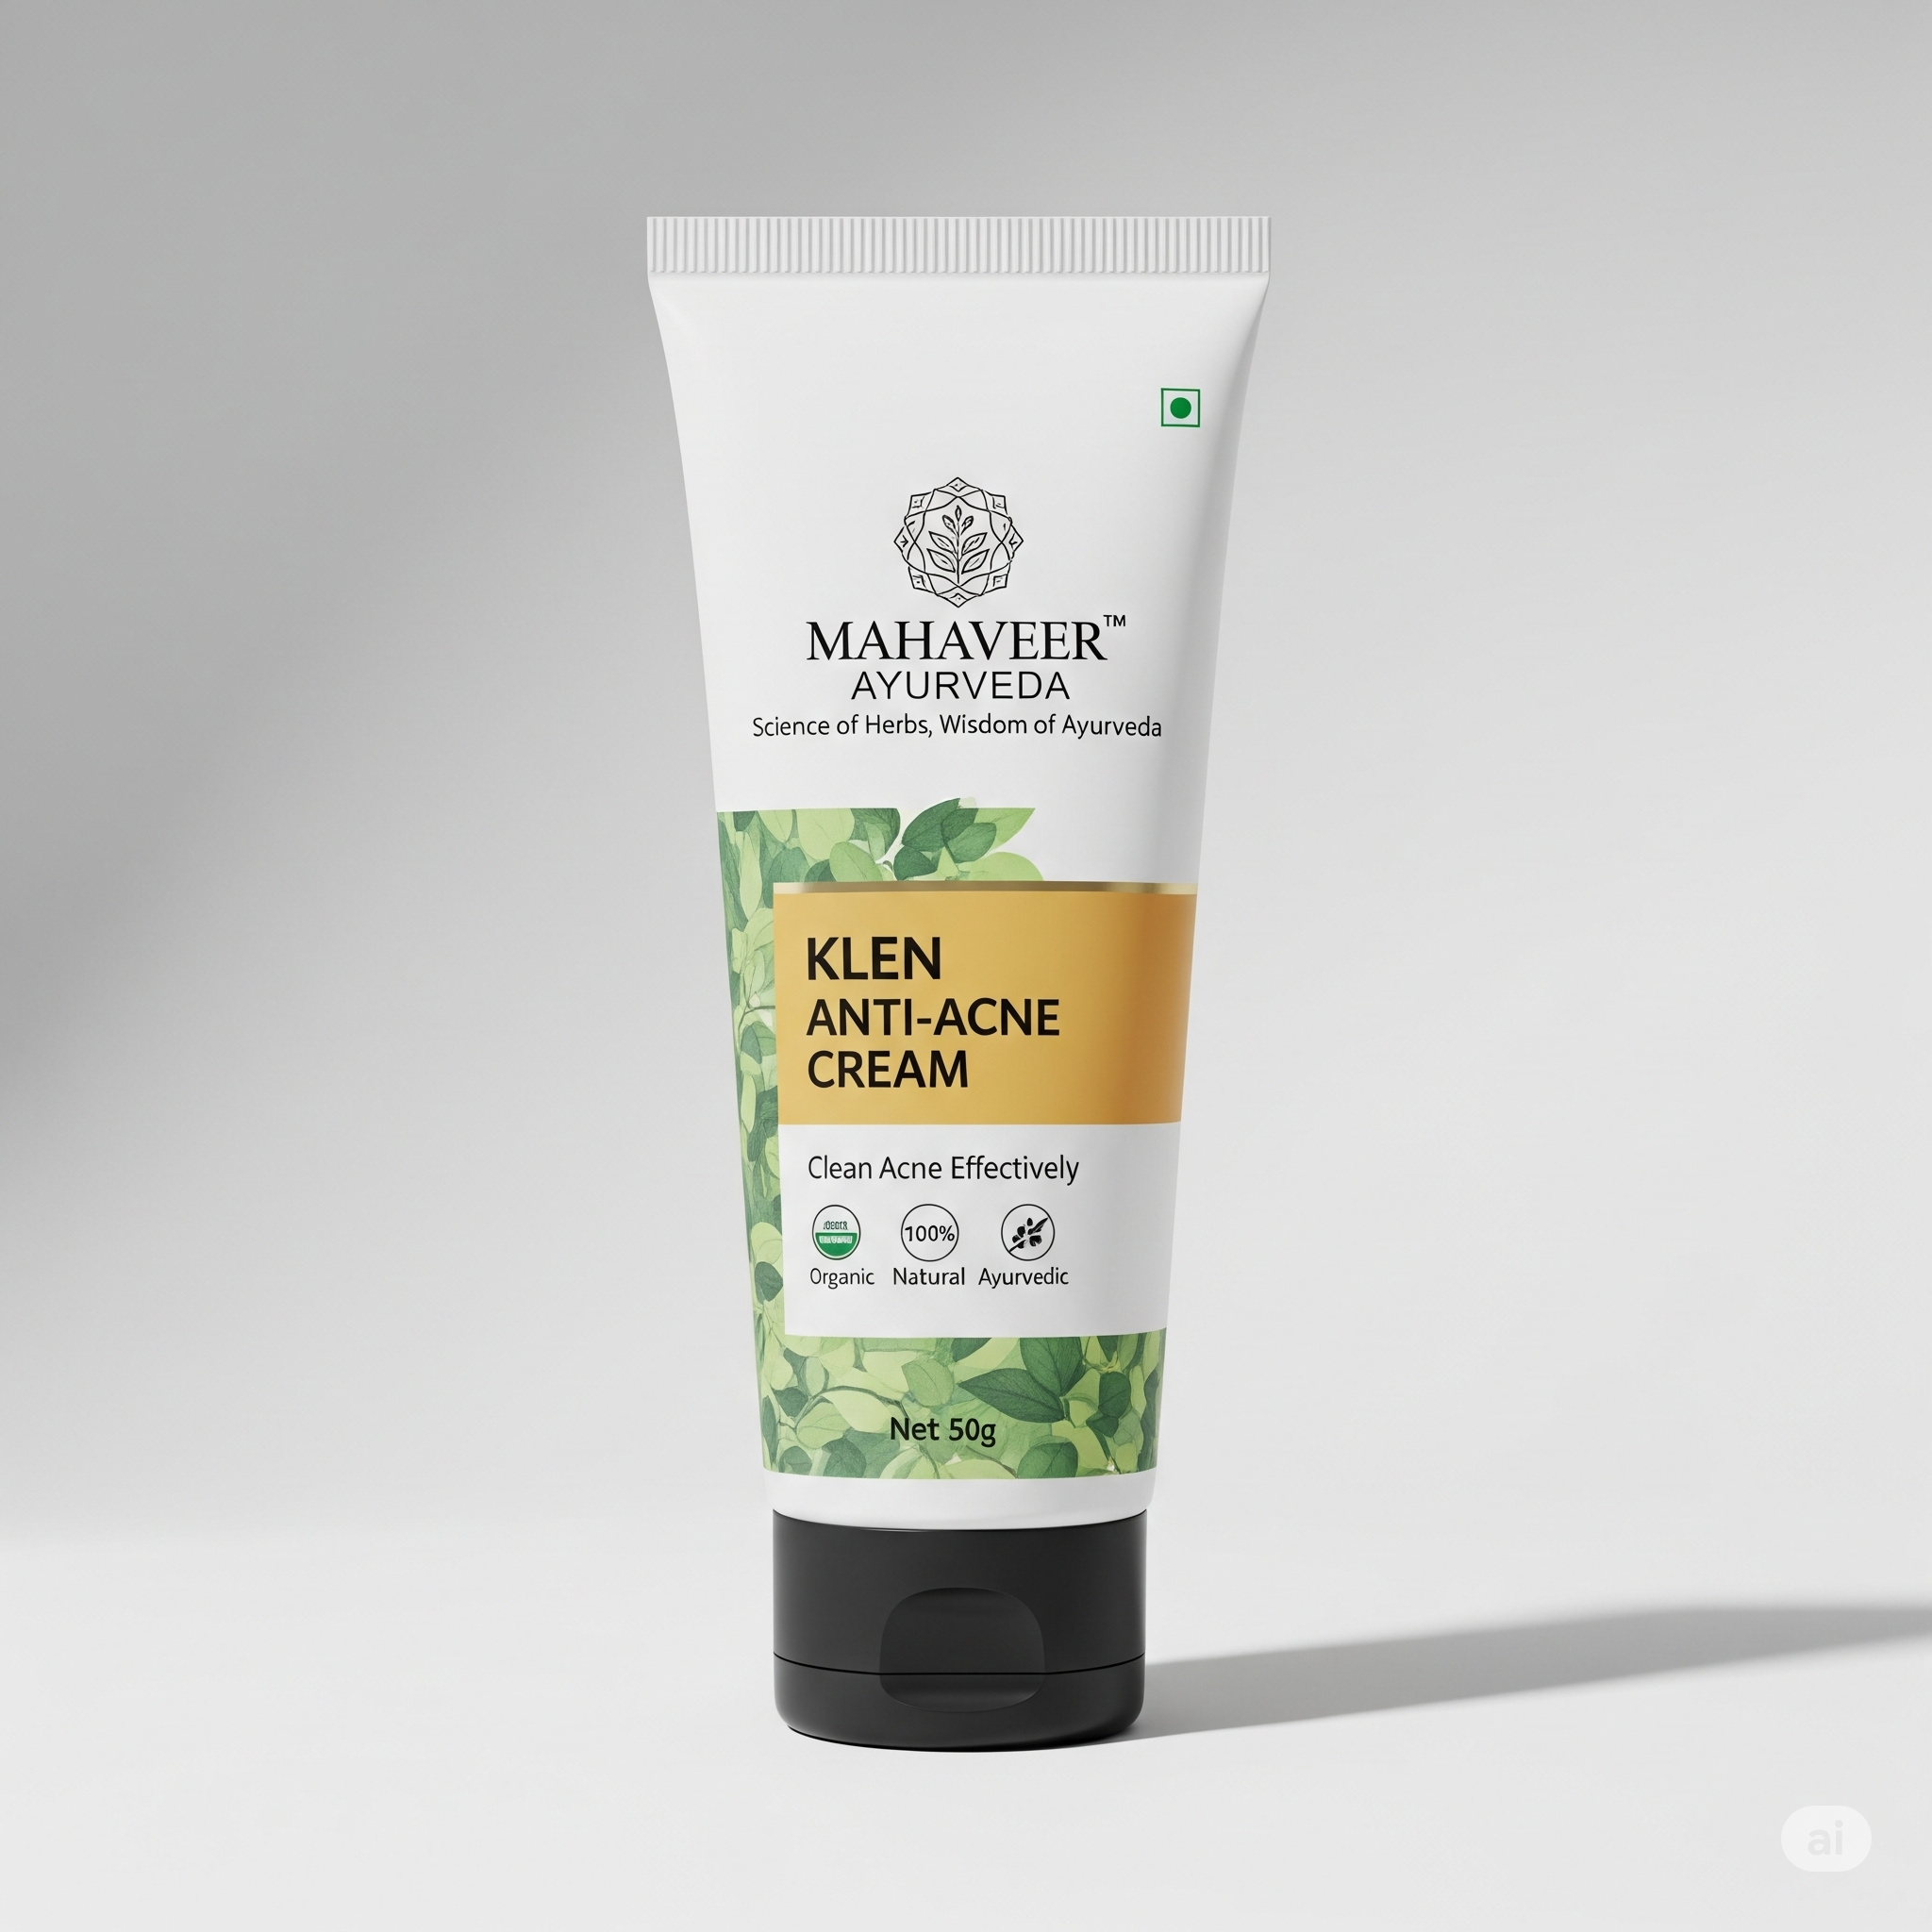 MAHAVEER™
AYURVEDA
Science of Herbs, Wisdom of Ayurveda
KLEN
ANTI-ACNE
CREAM
Clean Acne Effectively
100%
Organic Natural Ayurvedic
Net 50g
ai